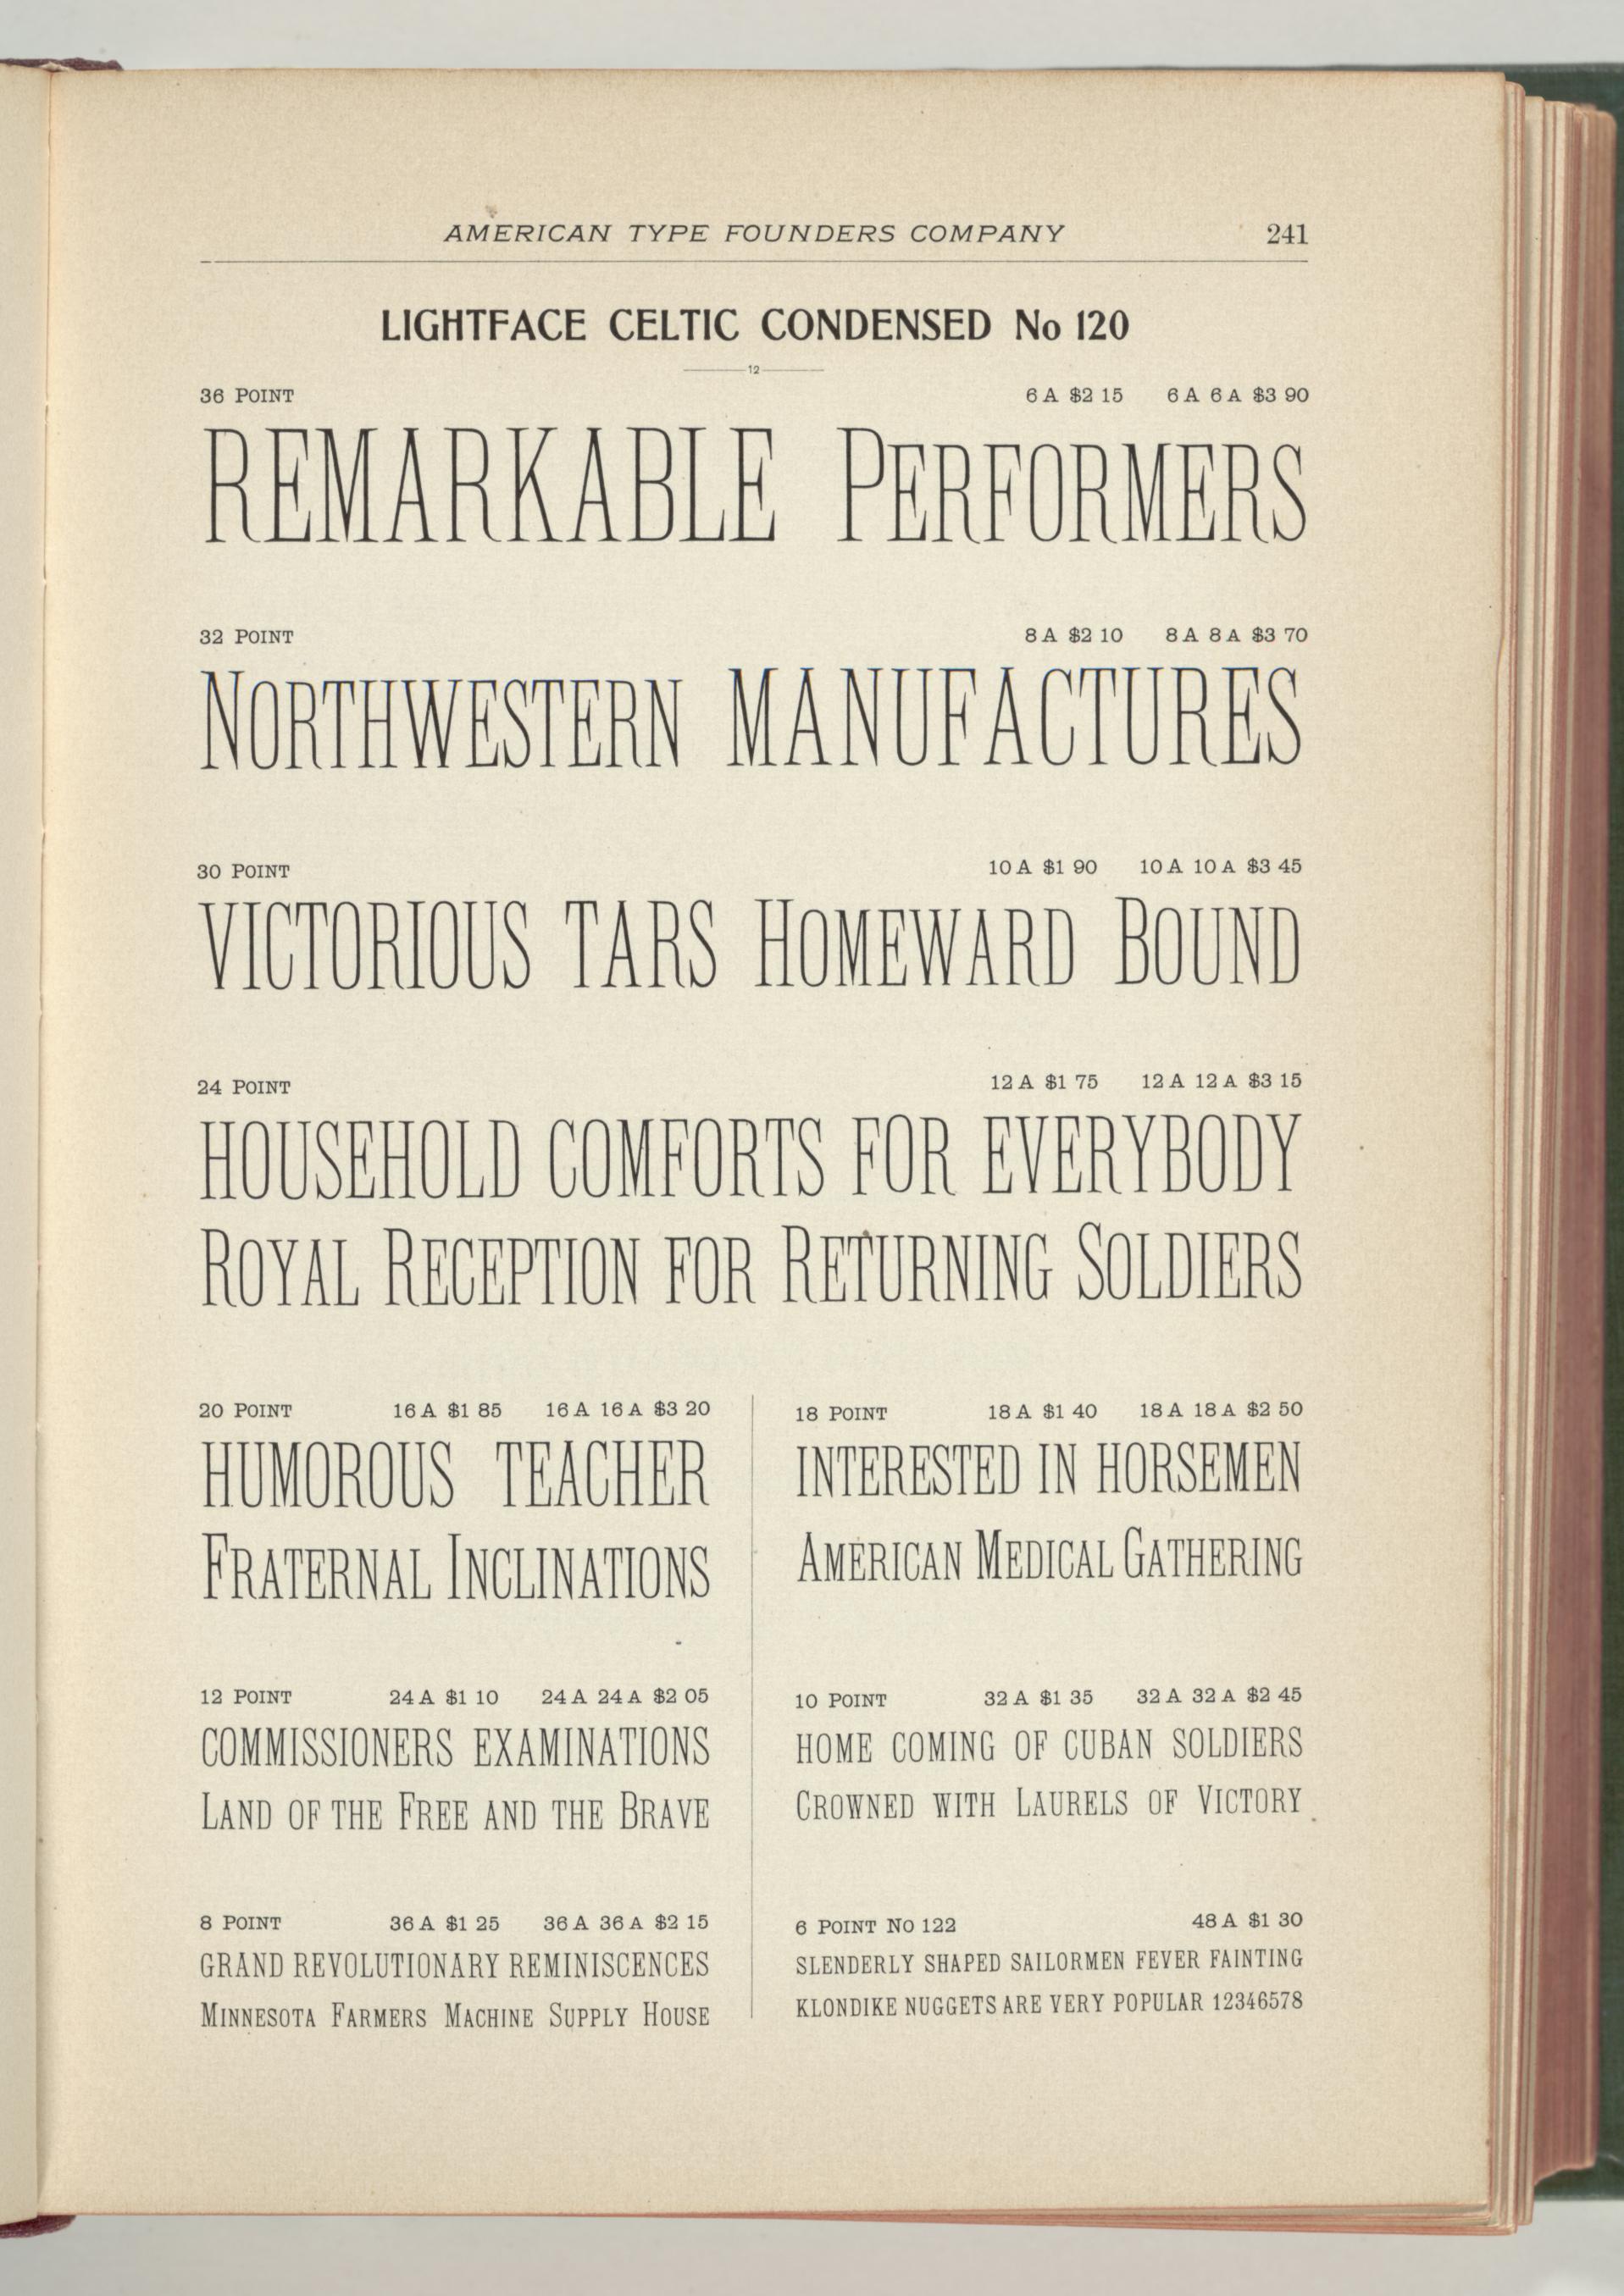 AMERICAN TYPE FOUNDERS COMPANY 241
LIGHTFACE CELTIC CONDENSED No 120
12
36 POINT 6 A $2 15 6 A 6 A $3 90
REMARKABLE PERFORMERS
32 POINT 8 A $2 10 8 A 8 A $3 70
NORTHWESTERN MANUFACTURES
30 POINT 10 A $1 90 10 A 10 A $3 45
VICTORIOUS TARS HOMEWARD BOUND
24 POINT 12 A $1 75 12 A 12 A $3 15
HOUSEHOLD COMFORTS FOR EVERYBODY
ROYAL RECEPTION FOR RETURNING SOLDIERS
20 POINT 16 A $1 85 16 A 16 A $3 20
HUMOROUS TEACHER
FRATERNAL INCLINATIONS
18 POINT 18 A $1 40 18 A 18 A $2 50
INTERESTED IN HORSEMEN
AMERICAN MEDICAL GATHERING
12 POINT 24 A $1 10 24 A 24 A $2 05
COMMISSIONERS EXAMINATIONS
LAND OF THE FREE AND THE BRAVE
10 POINT 32 A $1 35 32 A 32 A $2 45
HOME COMING OF CUBAN SOLDIERS
CROWNED WITH LAURELS OF VICTORY
8 POINT 36 A $1 25 36 A 36 A $2 15
GRAND REVOLUTIONARY REMINISCENCES
MINNESOTA FARMERS MACHINE SUPPLY HOUSE
6 POINT NO 122 48 A $1 30
SLENDERLY SHAPED SAILORMEN FEVER FAINTING
KLONDIKE NUGGETS ARE VERY POPULAR 12346578